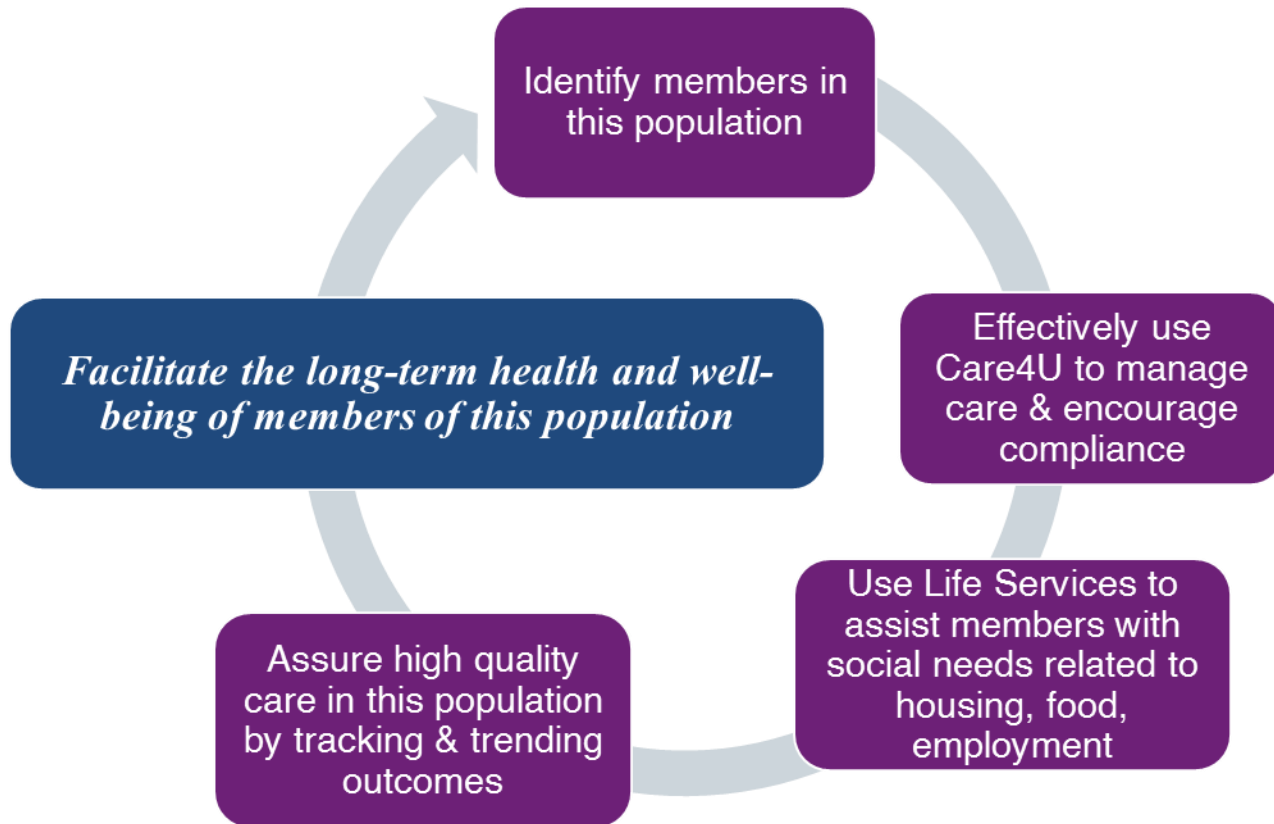 Identify members in
this population
Effectively use
Care4U to manage
care & encourage
compliance
Use Life Services to
assist members with
social needs related to
housing, food,
employment
Assure high quality
care in this population
by tracking & trending
outcomes
Facilitate the long-term health and well-
being of members of this population